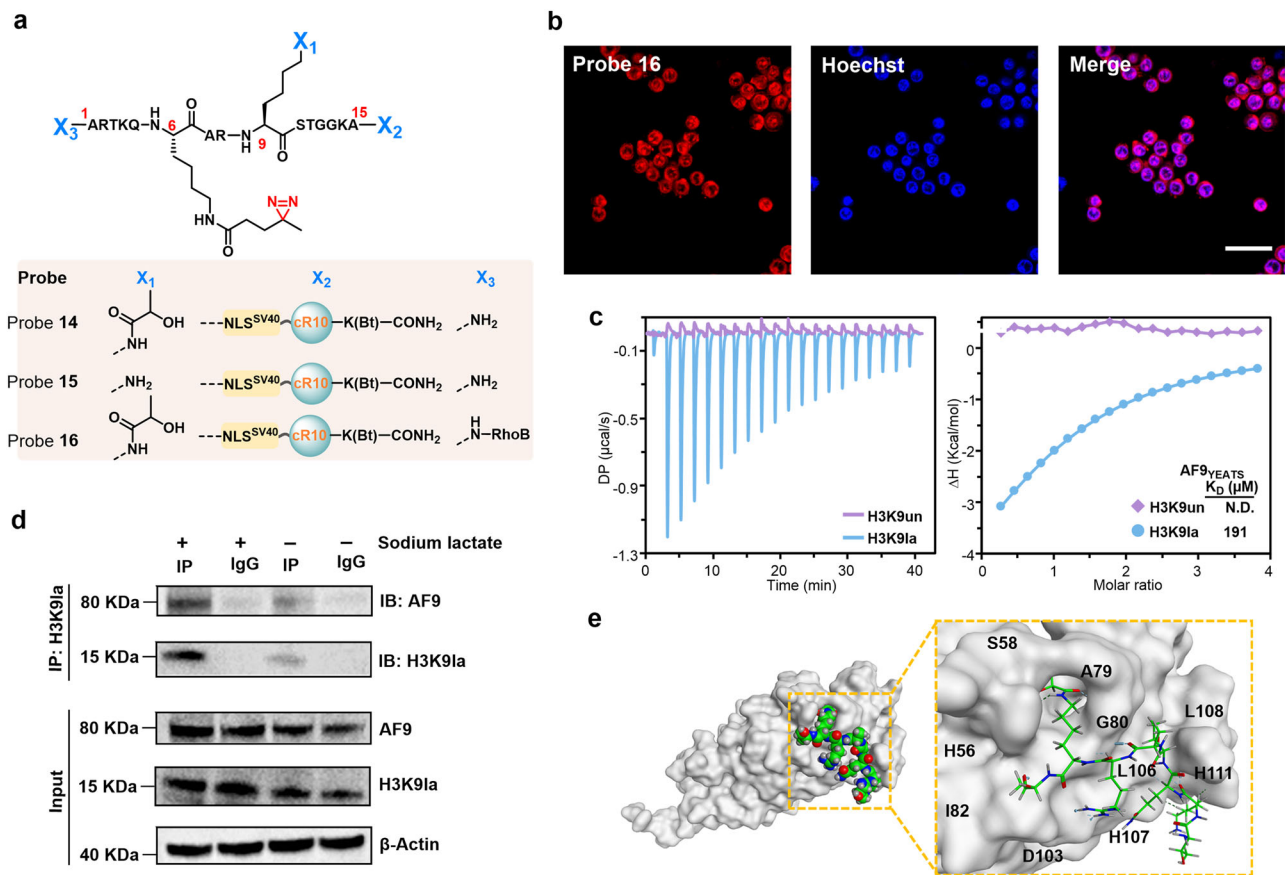 a
X1
X3
1
ARTKQ
H
N
6
O
AR
N
H
9
O
STGGKA
15
X2
NH
O
N=N
Probe
X1
X2
X3
Probe 14
O
OH
NH
NLS^SV40
cR10
K(Bt)
CONH2
NH2
Probe 15
NH2
NLS^SV40
cR10
K(Bt)
CONH2
NH2
Probe 16
O
OH
NH
NLS^SV40
cR10
K(Bt)
CONH2
H
N
RhoB
b
Probe 16
Hoechst
Merge
c
DP (µcal/s)
-0.1
-0.5
-0.9
-1.3
0 10 20 30 40
Time (min)
H3K9un
H3K9la
ΔH (Kcal/mol)
0
-1
-2
-3
-4
0 1 2 3 4
Molar ratio
AF9YEATS
KD (µM)
H3K9un N.D.
H3K9la 191
d
+ + − − Sodium lactate
IP IgG IP IgG
IP: H3K9la
80 KDa
IB: AF9
15 KDa
IB: H3K9la
Input
80 KDa
AF9
15 KDa
H3K9la
40 KDa
β-Actin
e
S58
A79
G80
L108
H56
L106
H111
I82
H107
D103